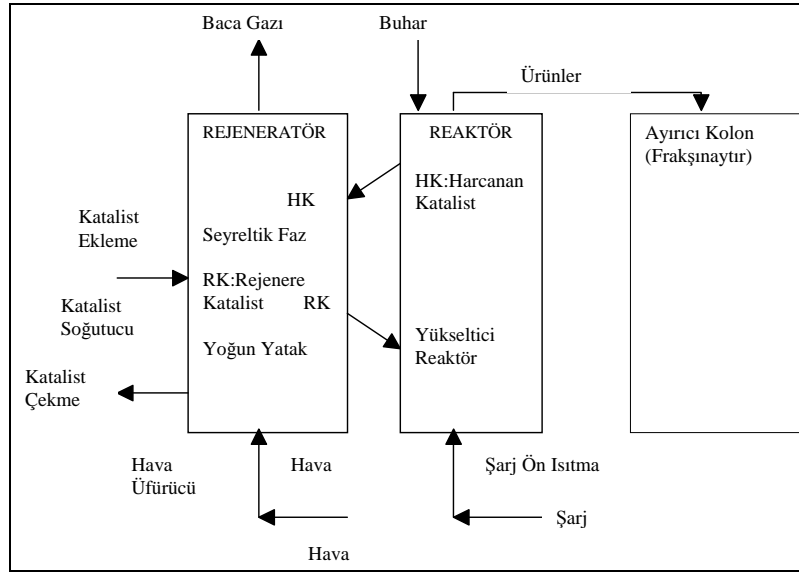 Baca Gazı
Buhar
Ürünler
REJENERATÖR
HK
Seyreltik Faz
RK:Rejenere
Katalist RK
Yoğun Yatak
REAKTÖR
HK:Harcanan
Katalist
Yükseltici
Reaktör
Ayırıcı Kolon
(Frakşınaytır)
Katalist
Ekleme
Katalist
Soğutucu
Katalist
Çekme
Hava
Üfürücü
Hava
Hava
Şarj Ön Isıtma
Şarj